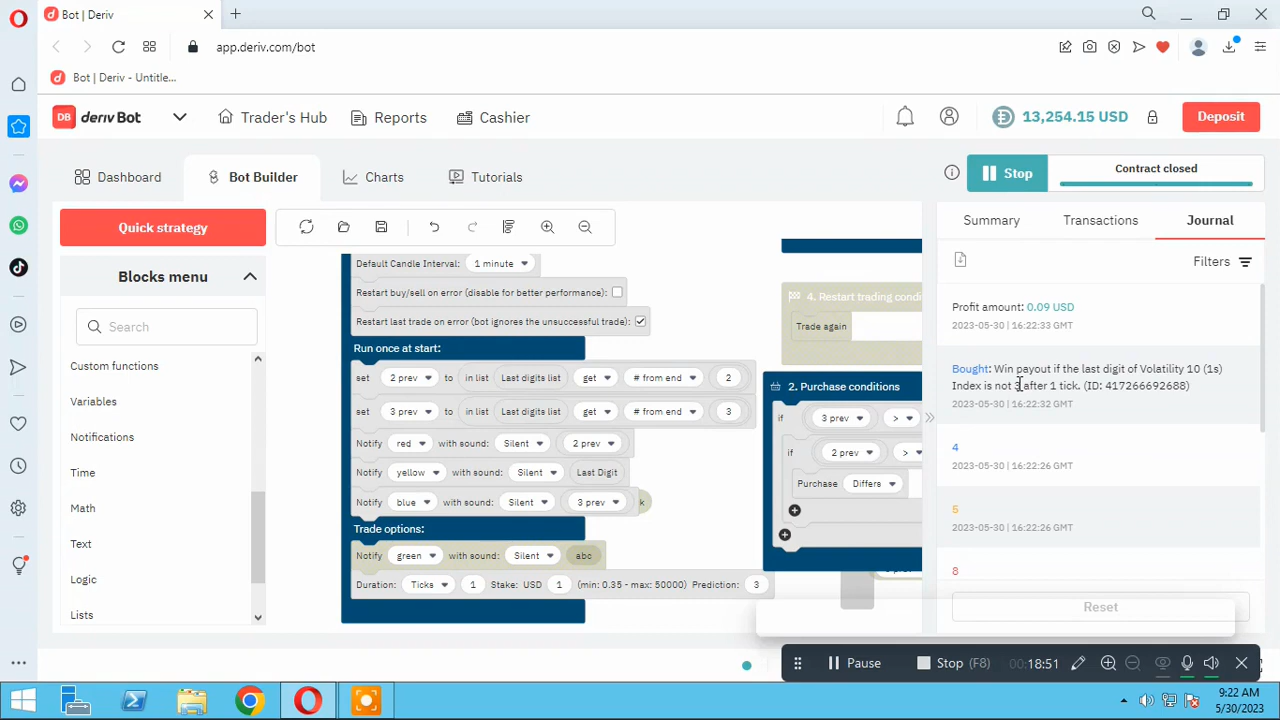 Bot | Deriv
app.deriv.com/bot
Bot | Deriv - Untitle...
DB deriv Bot
Trader's Hub
Reports
Cashier
13,254.15 USD
Deposit
Dashboard
Bot Builder
Charts
Tutorials
Stop
Contract closed
Quick strategy
Summary
Transactions
Journal
Blocks menu
Search
Custom functions
Variables
Notifications
Time
Math
Text
Logic
Lists
Default Candle Interval: 1 minute
Restart buy/sell on error (disable for better performance):
Restart last trade on error (bot ignores the unsuccessful trade):
Run once at start:
set 2 prev to in list Last digits list get # from end 2
set 3 prev to in list Last digits list get # from end 3
Notify red with sound: Silent 2 prev
Notify yellow with sound: Silent Last Digit
Notify blue with sound: Silent 3 prev
Trade options:
Notify green with sound: Silent abc
Duration: Ticks 1 Stake: USD 1 (min: 0.35 - max: 50000) Prediction: 3
4. Restart trading condi
Trade again
2. Purchase conditions
if 3 prev >
if 2 prev >
Purchase Differs
Filters
Profit amount: 0.09 USD
2023-05-30 | 16:22:33 GMT
Bought: Win payout if the last digit of Volatility 10 (1s)
Index is not 3 after 1 tick. (ID: 417266692688)
2023-05-30 | 16:22:32 GMT
4
2023-05-30 | 16:22:26 GMT
5
2023-05-30 | 16:22:26 GMT
8
Reset
Pause
Stop (F8)
00:18:51
9:22 AM
5/30/2023